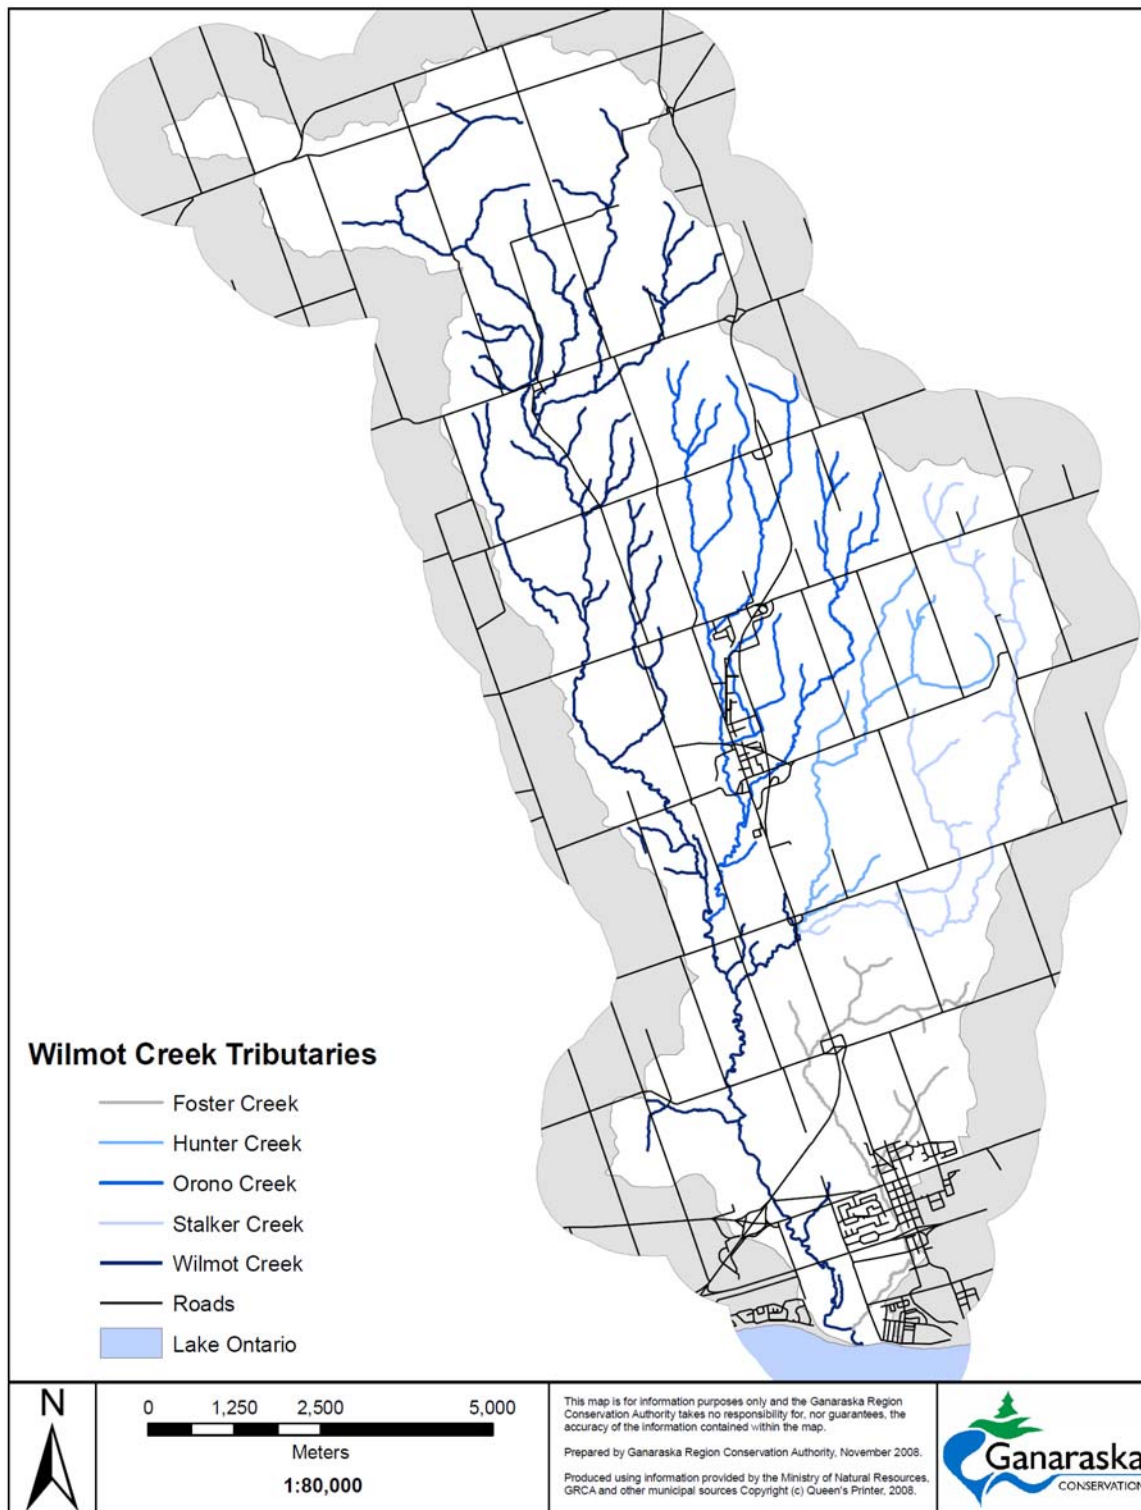 Wilmot Creek Tributaries
Foster Creek
Hunter Creek
Orono Creek
Stalker Creek
Wilmot Creek
Roads
Lake Ontario
N
0 1,250 2,500 5,000
Meters
1:80,000
This map is for information purposes only and the Ganaraska Region
Conservation Authority takes no responsibility for, nor guarantees, the
accuracy of the information contained within the map.
Prepared by Ganaraska Region Conservation Authority, November 2008.
Produced using information provided by the Ministry of Natural Resources,
GRCA and other municipal sources Copyright (c) Queen's Printer, 2008.
Ganaraska
CONSERVATION